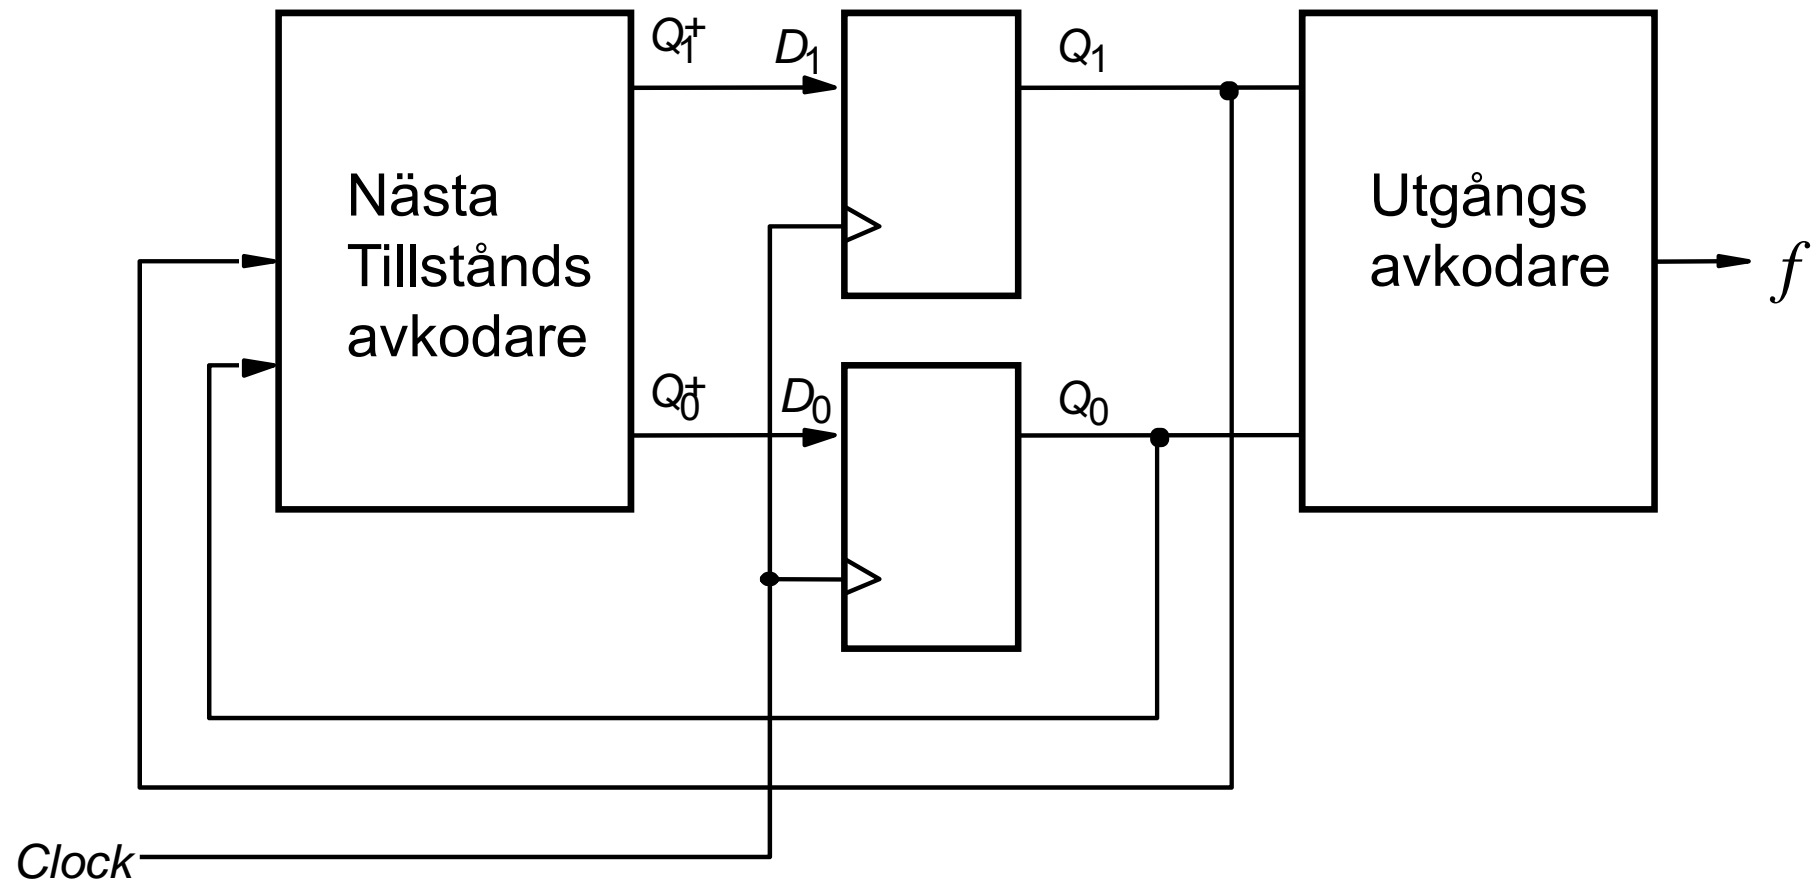 Q₁⁺
D₁
Q₁
Nästa
Tillstånds
avkodare
Utgångs
avkodare
f
Q₀⁺
D₀
Q₀
Clock